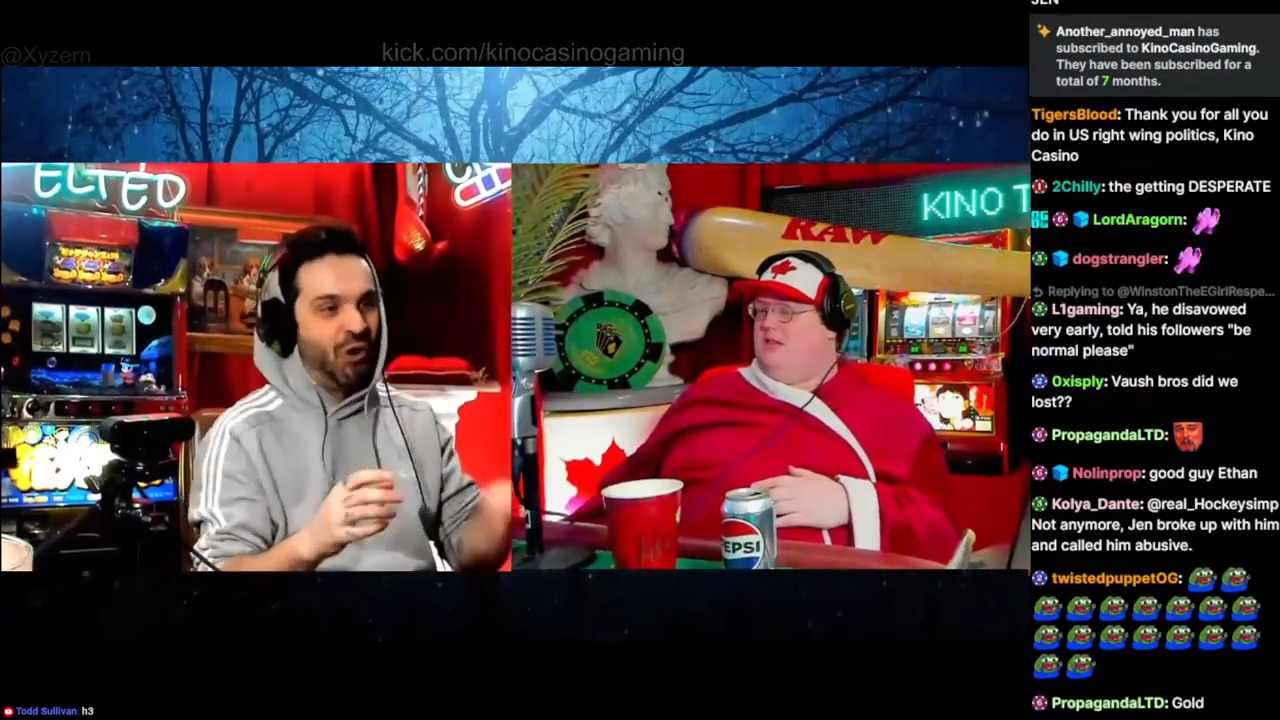 @Xyzern
kick.com/kinocasinogaming
ELTED
KINO T
RAW
EPSI
Todd Sullivan: h3
JEN
Another_annoyed_man has
subscribed to KinoCasinoGaming.
They have been subscribed for a
total of 7 months.
TigersBlood: Thank you for all you
do in US right wing politics, Kino
Casino
2Chilly: the getting DESPERATE
LordAragorn:
dogstrangler:
Replying to @WinstonTheEGirlRespe...
L1gaming: Ya, he disavowed
very early, told his followers "be
normal please"
0xisply: Vaush bros did we
lost??
PropagandaLTD:
Nolinprop: good guy Ethan
Kolya_Dante: @real_Hockeysimp
Not anymore, Jen broke up with him
and called him abusive.
twistedpuppetOG:
PropagandaLTD: Gold